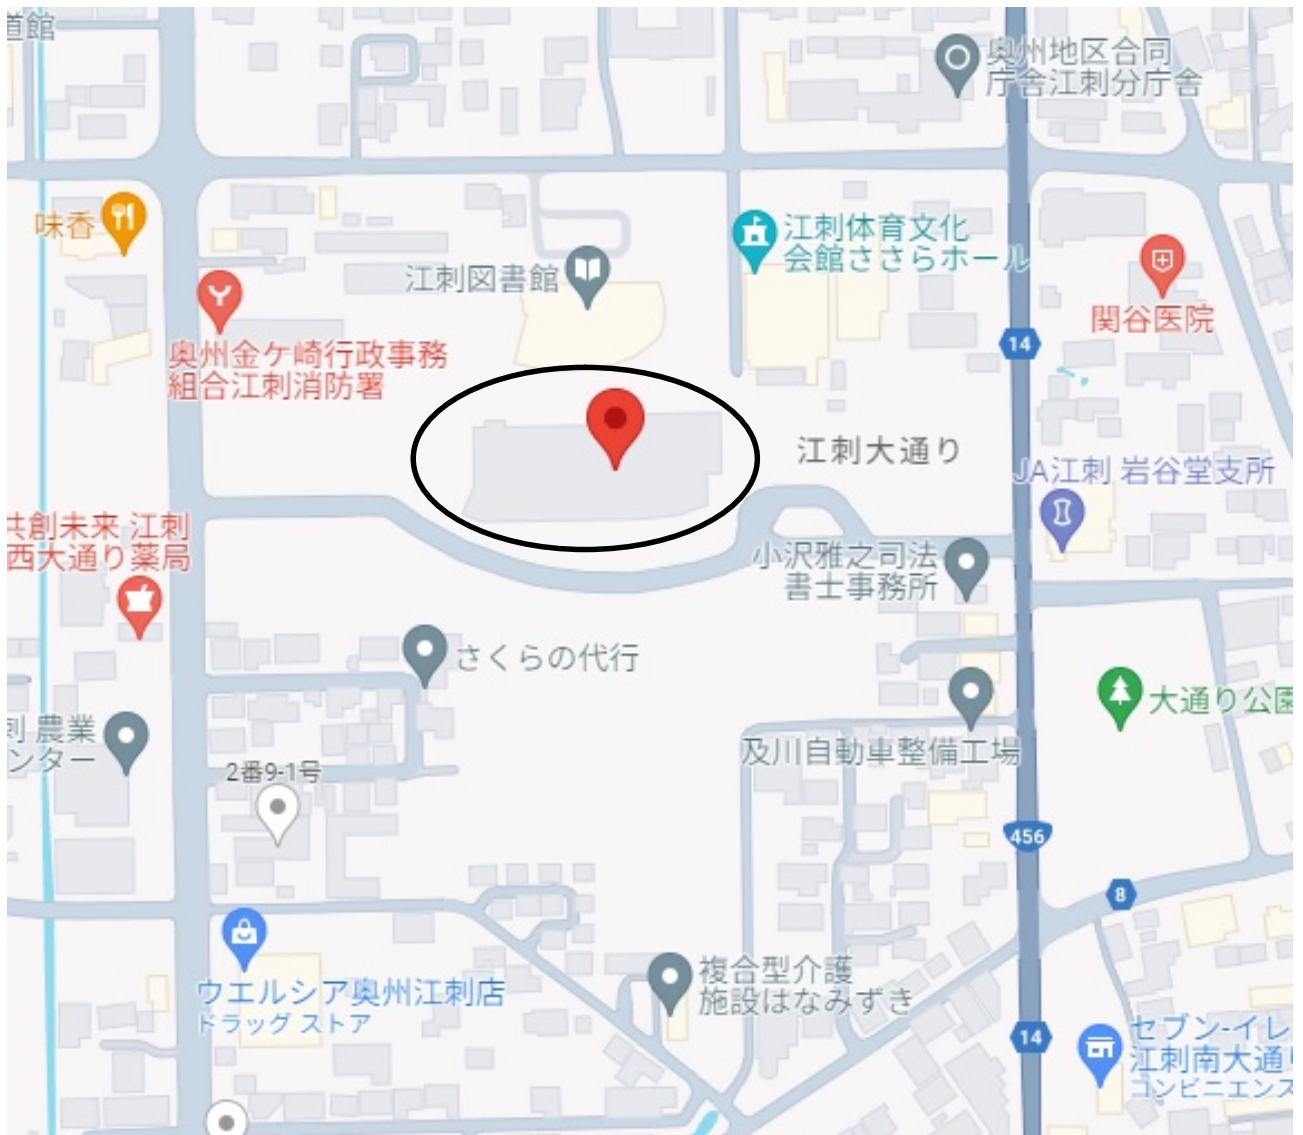 道館
奥州地区合同
庁舎江刺分庁舎
味香
江刺体育文化
会館ささらホール
江刺図書館
関谷医院
14
奥州金ケ崎行政事務
組合江刺消防署
江刺大通り
JA江刺 岩谷堂支所
共創未来 江刺
西大通り薬局
小沢雅之司法
書士事務所
さくらの代行
大通り公園
刺 農業
ンター
及川自動車整備工場
2番9-1号
456
8
ウエルシア奥州江刺店
ドラッグ ストア
複合型介護
施設はなみずき
14
セブン-イレ
江刺南大通り
コンビニエンス